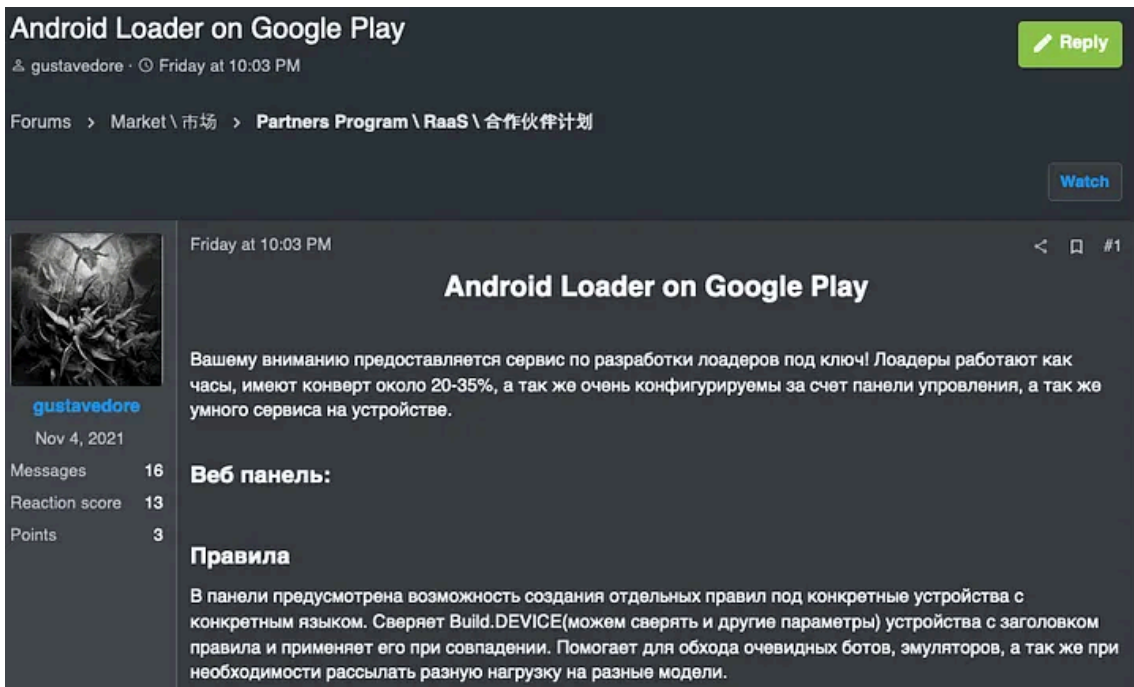 Android Loader on Google Play
gustavedore · Friday at 10:03 PM
Reply
Forums > Market \ 市场 > Partners Program \ RaaS \ 合作伙伴计划
Watch
Friday at 10:03 PM
#1
Android Loader on Google Play
Вашему вниманию предоставляется сервис по разработки лоадеров под ключ! Лоадеры работают как
часы, имеют конверт около 20-35%, а так же очень конфигурируемы за счет панели упровления, а так же
умного сервиса на устройстве.
gustavedore
Nov 4, 2021
Messages 16
Reaction score 13
Points 3
Веб панель:
Правила
В панели предусмотрена возможность создания отдельных правил под конкретные устройства с
конкретным языком. Сверяет Build.DEVICE(можем сверять и другие параметры) устройства с заголовком
правила и применяет его при совпадении. Помогает для обхода очевидных ботов, эмуляторов, а так же при
необходимости рассылать разную нагрузку на разные модели.